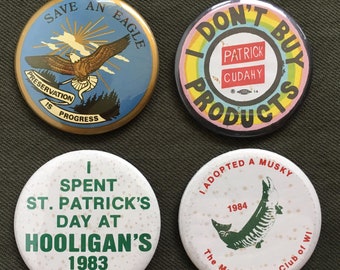 SAVE AN EAGLE
PRESERVATION
IS PROGRESS
I DON'T BUY
PATRICK
CUDAHY
PRODUCTS
I
SPENT
ST. PATRICK'S
DAY AT
HOOLIGAN'S
1983
I ADOPTED A MUSKY
1984
The M Club of WI